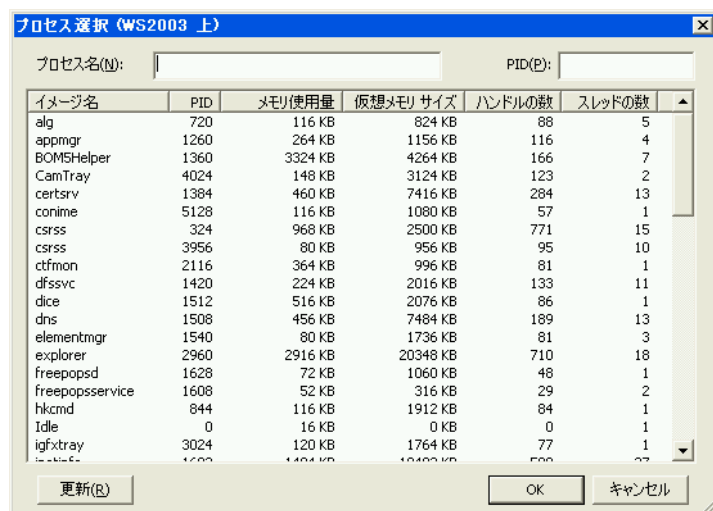 プロセス選択 (WS2003 上)
プロセス名(N):
PID(P):
イメージ名 PID メモリ使用量 仮想メモリ サイズ ハンドルの数 スレッドの数
alg 720 116 KB 824 KB 88 5
appmgr 1260 264 KB 1156 KB 116 4
BOM5Helper 1360 3324 KB 4264 KB 166 7
CamTray 4024 148 KB 3124 KB 123 2
certsrv 1384 460 KB 7416 KB 284 13
conime 5128 116 KB 1080 KB 57 1
csrss 324 968 KB 2500 KB 771 15
csrss 3956 80 KB 956 KB 95 10
ctfmon 2116 364 KB 996 KB 81 1
dfssvc 1420 224 KB 2016 KB 133 11
dice 1512 516 KB 2076 KB 86 1
dns 1508 456 KB 7484 KB 189 13
elementmgr 1540 80 KB 1736 KB 81 3
explorer 2960 2916 KB 20348 KB 710 18
freepopsd 1628 72 KB 1060 KB 48 1
freepopsservice 1608 52 KB 316 KB 29 2
hkcmd 844 116 KB 1912 KB 84 1
Idle 0 16 KB 0 KB 0 1
igfxtray 3024 120 KB 1764 KB 77 1
更新(R)
OK
キャンセル